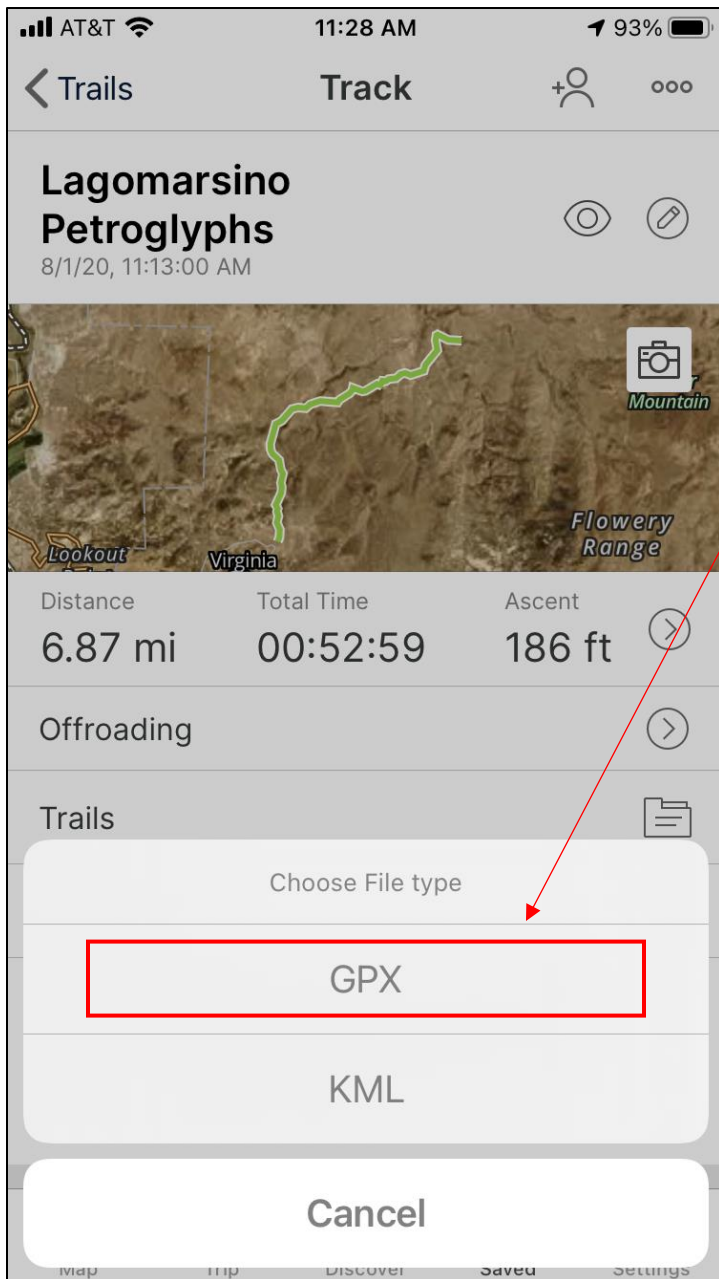 AT&T 11:28 AM 93%
Trails Track
Lagomarsino
Petroglyphs
8/1/20, 11:13:00 AM
Mountain
Flowery
Range
Lookout
Virginia
Distance Total Time Ascent
6.87 mi 00:52:59 186 ft
Offroading
Trails
Choose File type
GPX
KML
Cancel
Map Trip Discover Saved Settings